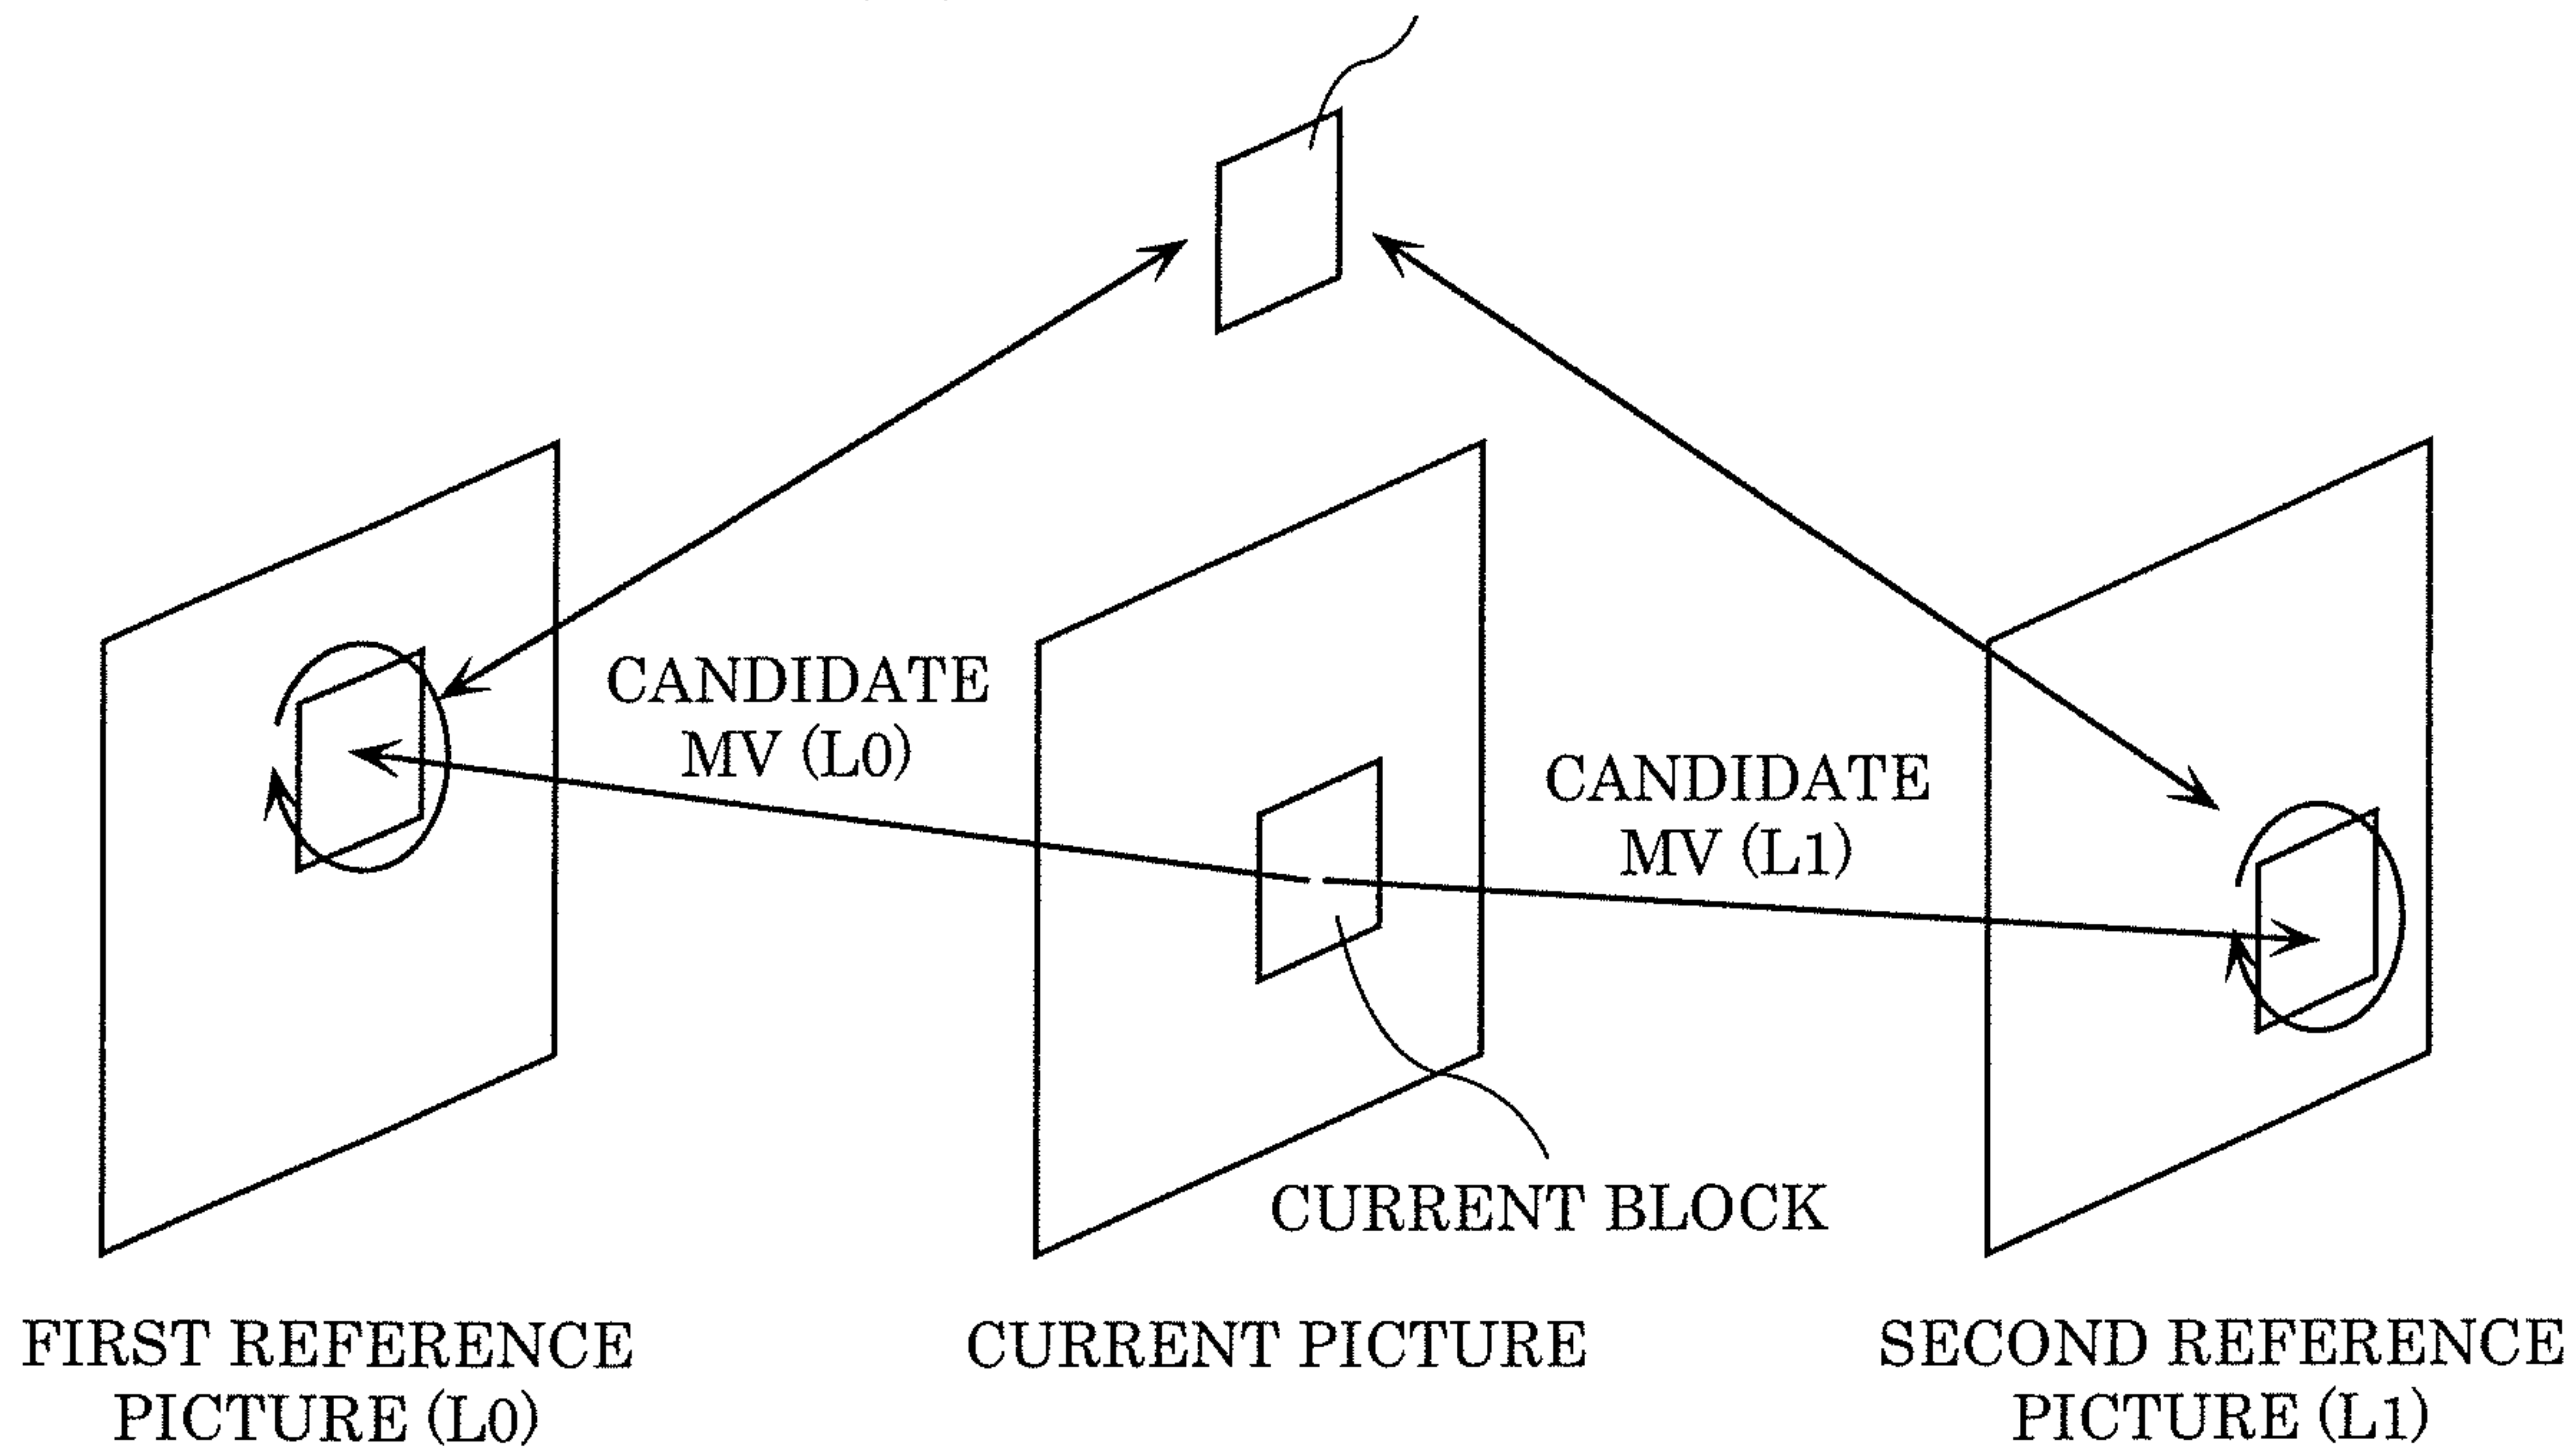 CANDIDATE
MV (L0)
CANDIDATE
MV (L1)
CURRENT BLOCK
FIRST REFERENCE
PICTURE (L0)
CURRENT PICTURE
SECOND REFERENCE
PICTURE (L1)